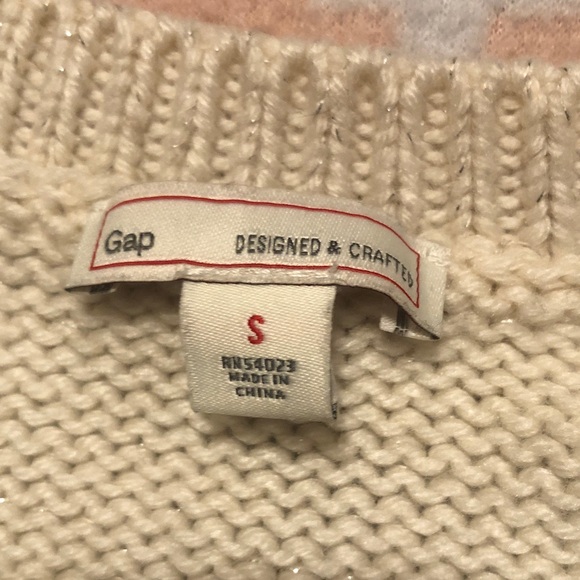 Gap DESIGNED & CRAFTED
S
RN54023
MADE IN
CHINA